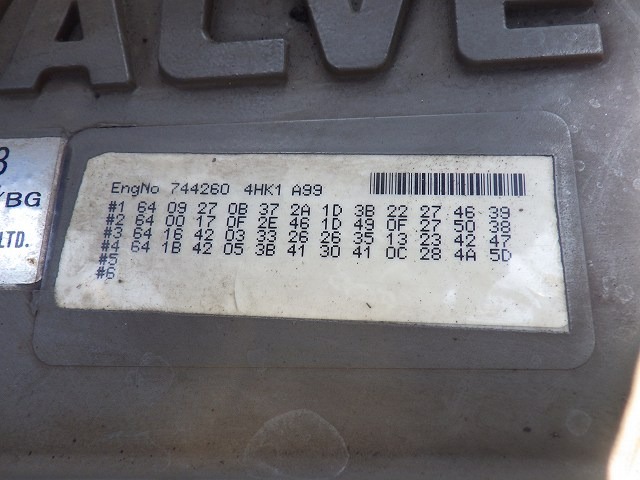 ALVE
EngNo 744260 4HK1 A99
#1 64 09 27 0B 37 2A 1D 3B 22 27 46 39
#2 64 00 17 0F 2E 46 1D 49 0F 27 50 38
#3 64 16 42 03 33 26 26 35 13 23 42 47
#4 64 1B 42 05 3B 41 30 41 0C 28 4A 5D
#5
#6
/BG
LTD.